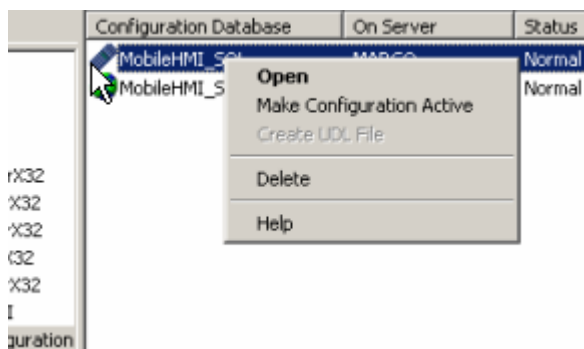 Configuration Database On Server Status
MobileHMI_S Normal
MobileHMI_S Normal
Open
Make Configuration Active
Create UDL File
Delete
Help
rX32
X32
X32
X32
X32
I
guration